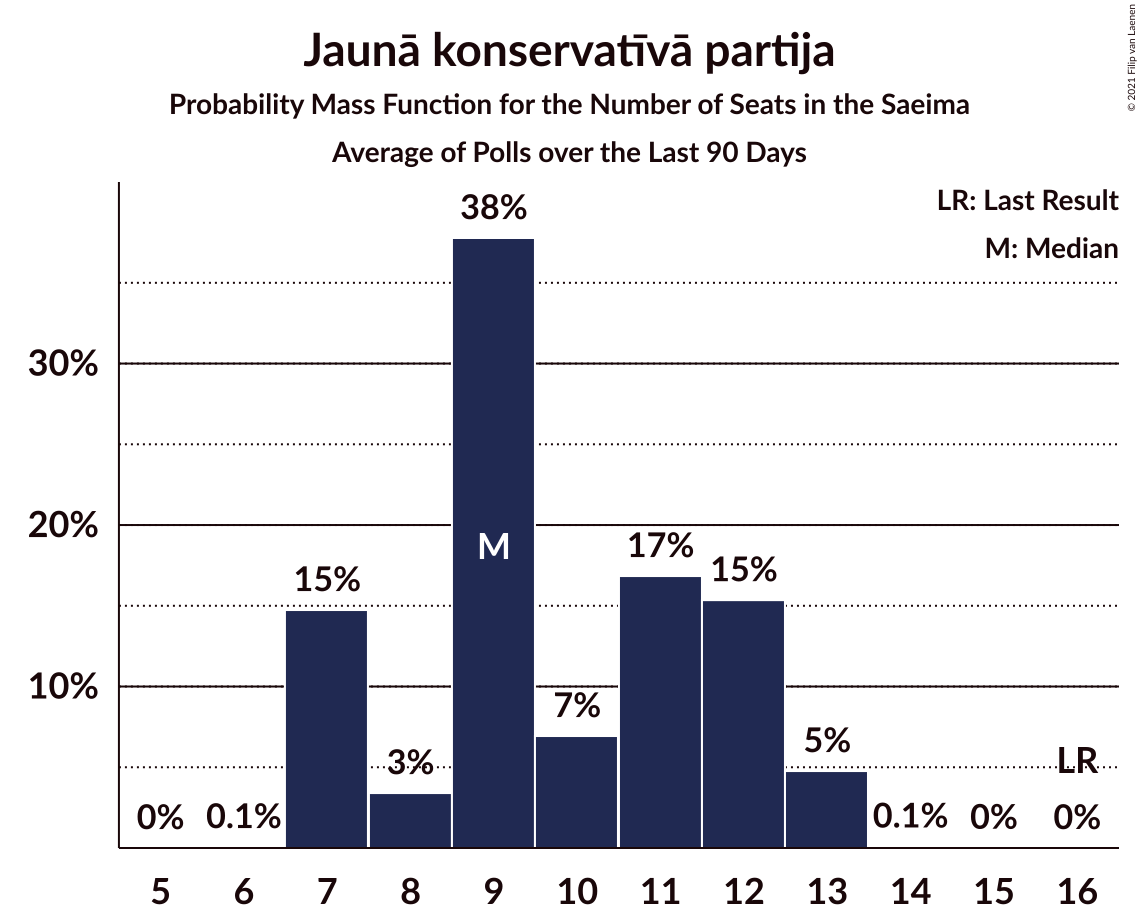 Jaunā konservatīvā partija
Probability Mass Function for the Number of Seats in the Saeima
Average of Polls over the Last 90 Days
© 2021 Filip van Laenen
LR: Last Result
M: Median
38%
30%
20%
10%
M
17%
15%
15%
7%
5%
3%
LR
0%
0.1%
0.1%
0%
0%
5 6 7 8 9 10 11 12 13 14 15 16